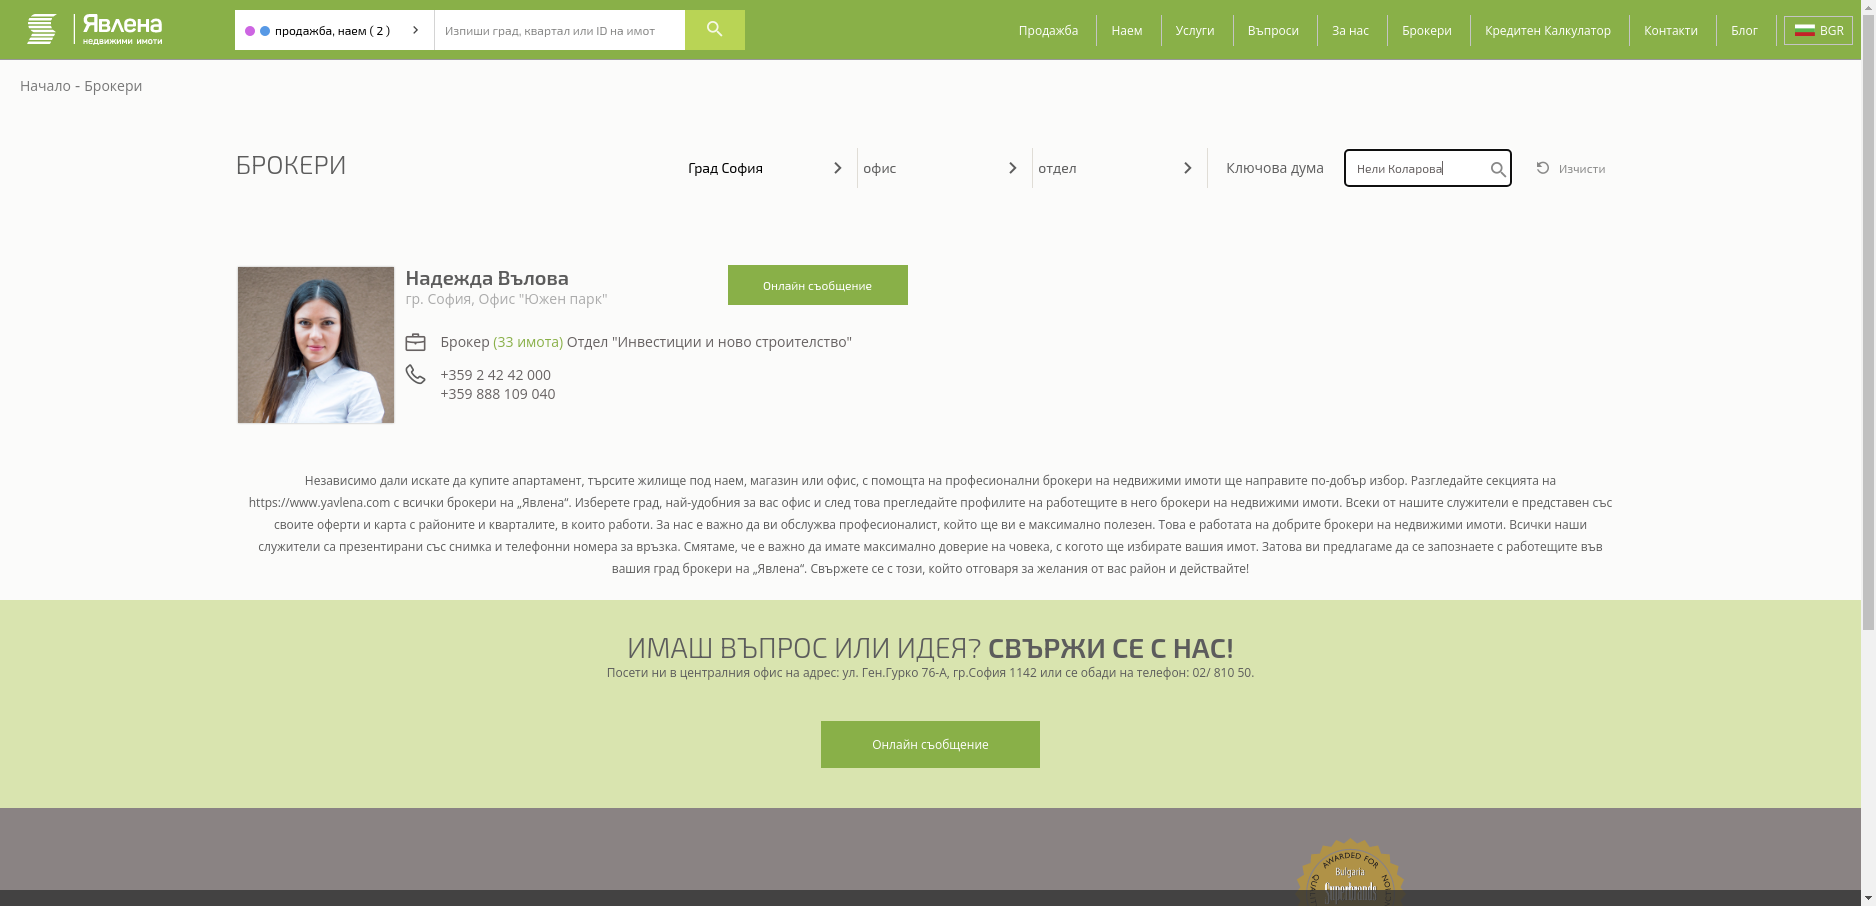 Явлена
недвижими имоти
продажба, наем ( 2 )
Изпиши град, квартал или ID на имот
Продажба
Наем
Услуги
Въпроси
За нас
Брокери
Кредитен Калкулатор
Контакти
Блог
BGR
Начало - Брокери
БРОКЕРИ
Град София
офис
отдел
Ключова дума
Нели Коларова
Изчисти
Надежда Вълова
гр. София, Офис "Южен парк"
Онлайн съобщение
Брокер (33 имота) Отдел "Инвестиции и ново строителство"
+359 2 42 42 000
+359 888 109 040
Независимо дали искате да купите апартамент, търсите жилище под наем, магазин или офис, с помощта на професионални брокери на недвижими имоти ще направите по-добър избор. Разгледайте секцията на
https://www.yavlena.com с всички брокери на „Явлена“. Изберете град, най-удобния за вас офис и след това прегледайте профилите на работещите в него брокери на недвижими имоти. Всеки от нашите служители е представен със
своите оферти и карта с районите и кварталите, в които работи. За нас е важно да ви обслужва професионалист, който ще ви е максимално полезен. Това е работата на добрите брокери на недвижими имоти. Всички наши
служители са презентирани със снимка и телефонни номера за връзка. Смятаме, че е важно да имате максимално доверие на човека, с когото ще избирате вашия имот. Затова ви предлагаме да се запознаете с работещите във
вашия град брокери на „Явлена“. Свържете се с този, който отговаря за желания от вас район и действайте!
ИМАШ ВЪПРОС ИЛИ ИДЕЯ? СВЪРЖИ СЕ С НАС!
Посети ни в централния офис на адрес: ул. Ген.Гурко 76-А, гр.София 1142 или се обади на телефон: 02/ 810 50.
Онлайн съобщение
AWARDED FOR
Bulgaria